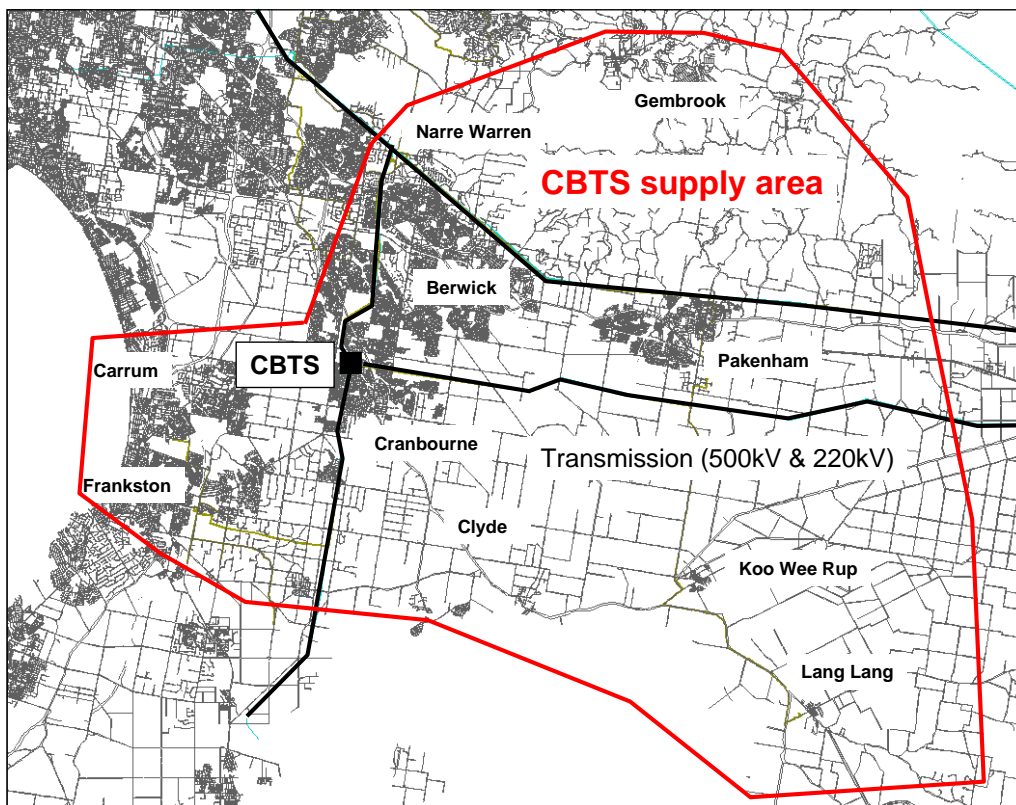 Gembrook
Narre Warren
CBTS supply area
Berwick
Pakenham
CBTS
Carrum
Cranbourne
Transmission (500kV & 220kV)
Frankston
Clyde
Koo Wee Rup
Lang Lang